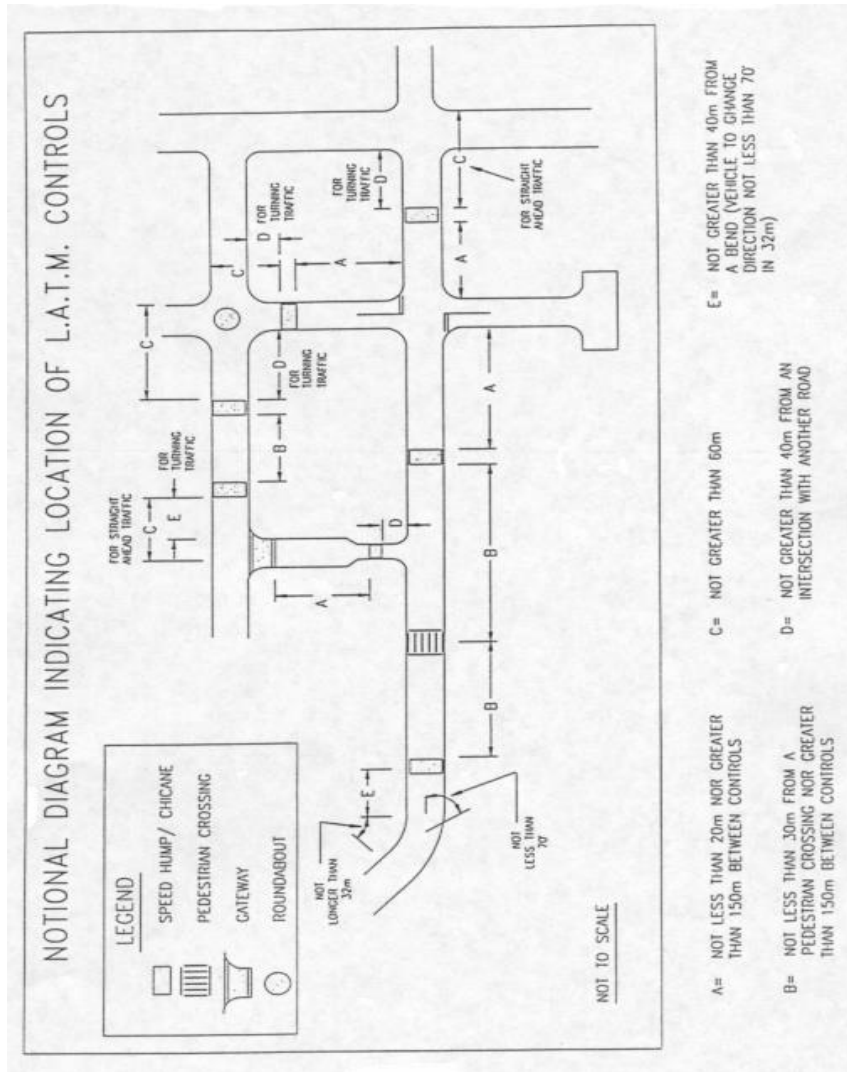 NOTIONAL DIAGRAM INDICATING LOCATION OF L.A.T.M. CONTROLS
LEGEND
SPEED HUMP/ CHICANE
PEDESTRIAN CROSSING
GATEWAY
ROUNDABOUT
FOR STRAIGHT
AHEAD TRAFFIC
FOR
TURNING
TRAFFIC
C
E
C
B
D
FOR
TURNING
TRAFFIC
C
D
FOR
TURNING
TRAFFIC
A
FOR
TURNING
TRAFFIC
D
C
FOR STRAIGHT
AHEAD TRAFFIC
A
A
D
A
B
B
E
NOT
LONGER THAN
32m
NOT
LESS THAN
70°
NOT TO SCALE
A= NOT LESS THAN 20m NOR GREATER
THAN 150m BETWEEN CONTROLS
B= NOT LESS THAN 30m FROM A
PEDESTRIAN CROSSING NOR GREATER
THAN 150m BETWEEN CONTROLS
C= NOT GREATER THAN 60m
D= NOT GREATER THAN 40m FROM AN
INTERSECTION WITH ANOTHER ROAD
E= NOT GREATER THAN 40m FROM
A BEND (VEHICLE TO CHANGE
DIRECTION NOT LESS THAN 70°
IN 32m)